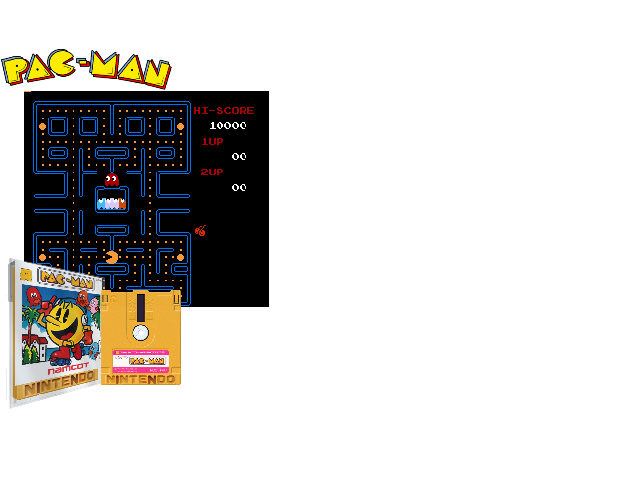 PAC-MAN
HI-SCORE
10000
1UP
00
2UP
00
PAC-MAN
namcot
NINTENDO
PAC-MAN
NINTENDO